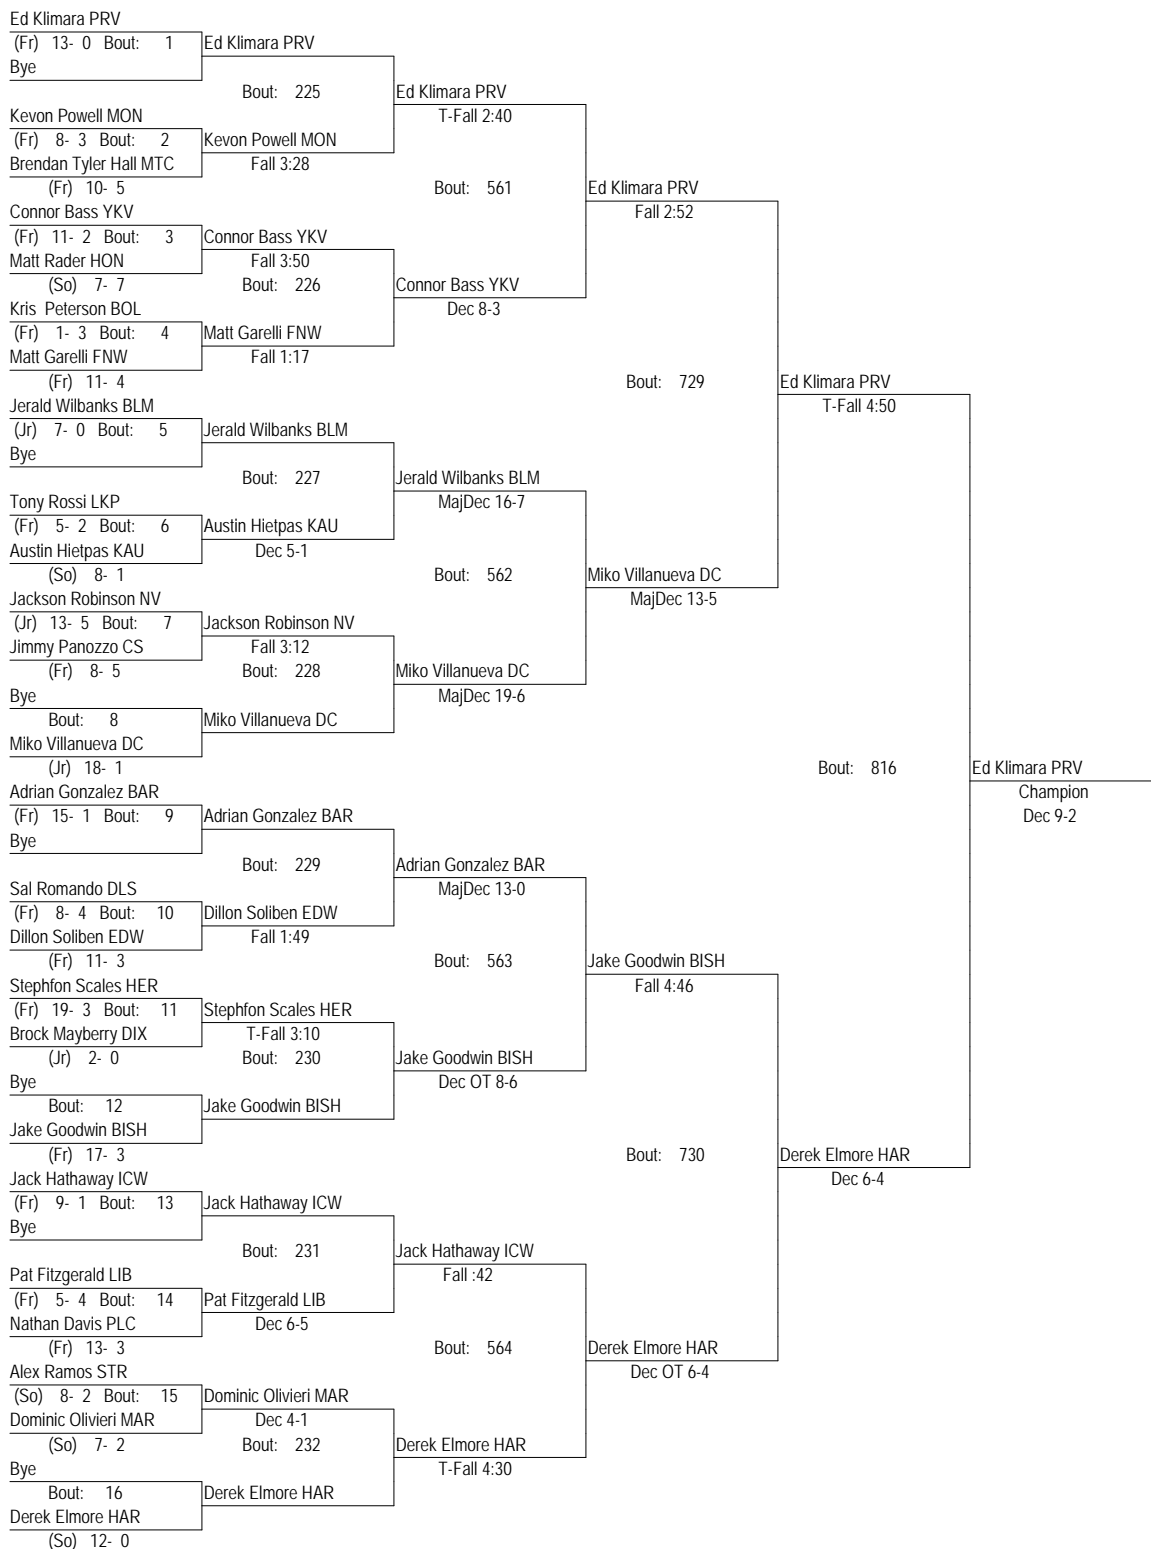 Ed Klimara PRV
(Fr) 13- 0 Bout: 1 Ed Klimara PRV
Bye
Bout: 225 Ed Klimara PRV
Kevon Powell MON T-Fall 2:40
(Fr) 8- 3 Bout: 2 Kevon Powell MON
Brendan Tyler Hall MTC Fall 3:28
(Fr) 10- 5 Bout: 561 Ed Klimara PRV
Connor Bass YKV Fall 2:52
(Fr) 11- 2 Bout: 3 Connor Bass YKV
Matt Rader HON Fall 3:50
(So) 7- 7 Bout: 226 Connor Bass YKV
Kris Peterson BOL Dec 8-3
(Fr) 1- 3 Bout: 4 Matt Garelli FNW
Matt Garelli FNW Fall 1:17
(Fr) 11- 4 Bout: 729 Ed Klimara PRV
Jerald Wilbanks BLM T-Fall 4:50
(Jr) 7- 0 Bout: 5 Jerald Wilbanks BLM
Bye
Bout: 227 Jerald Wilbanks BLM
Tony Rossi LKP MajDec 16-7
(Fr) 5- 2 Bout: 6 Austin Hietpas KAU
Austin Hietpas KAU Dec 5-1
(So) 8- 1 Bout: 562 Miko Villanueva DC
Jackson Robinson NV MajDec 13-5
(Jr) 13- 5 Bout: 7 Jackson Robinson NV
Jimmy Panozzo CS Fall 3:12
(Fr) 8- 5 Bout: 228 Miko Villanueva DC
Bye MajDec 19-6
Bout: 8 Miko Villanueva DC
Miko Villanueva DC
(Jr) 18- 1 Bout: 816 Ed Klimara PRV
Adrian Gonzalez BAR Champion
(Fr) 15- 1 Bout: 9 Adrian Gonzalez BAR Dec 9-2
Bye
Bout: 229 Adrian Gonzalez BAR
Sal Romando DLS MajDec 13-0
(Fr) 8- 4 Bout: 10 Dillon Soliben EDW
Dillon Soliben EDW Fall 1:49
(Fr) 11- 3 Bout: 563 Jake Goodwin BISH
Stephfon Scales HER Fall 4:46
(Fr) 19- 3 Bout: 11 Stephfon Scales HER
Brock Mayberry DIX T-Fall 3:10
(Jr) 2- 0 Bout: 230 Jake Goodwin BISH
Bye Dec OT 8-6
Bout: 12 Jake Goodwin BISH
Jake Goodwin BISH
(Fr) 17- 3 Bout: 730 Derek Elmore HAR
Jack Hathaway ICW Dec 6-4
(Fr) 9- 1 Bout: 13 Jack Hathaway ICW
Bye
Bout: 231 Jack Hathaway ICW
Pat Fitzgerald LIB Fall :42
(Fr) 5- 4 Bout: 14 Pat Fitzgerald LIB
Nathan Davis PLC Dec 6-5
(Fr) 13- 3 Bout: 564 Derek Elmore HAR
Alex Ramos STR Dec OT 6-4
(So) 8- 2 Bout: 15 Dominic Olivieri MAR
Dominic Olivieri MAR Dec 4-1
(So) 7- 2 Bout: 232 Derek Elmore HAR
Bye T-Fall 4:30
Bout: 16 Derek Elmore HAR
Derek Elmore HAR
(So) 12- 0